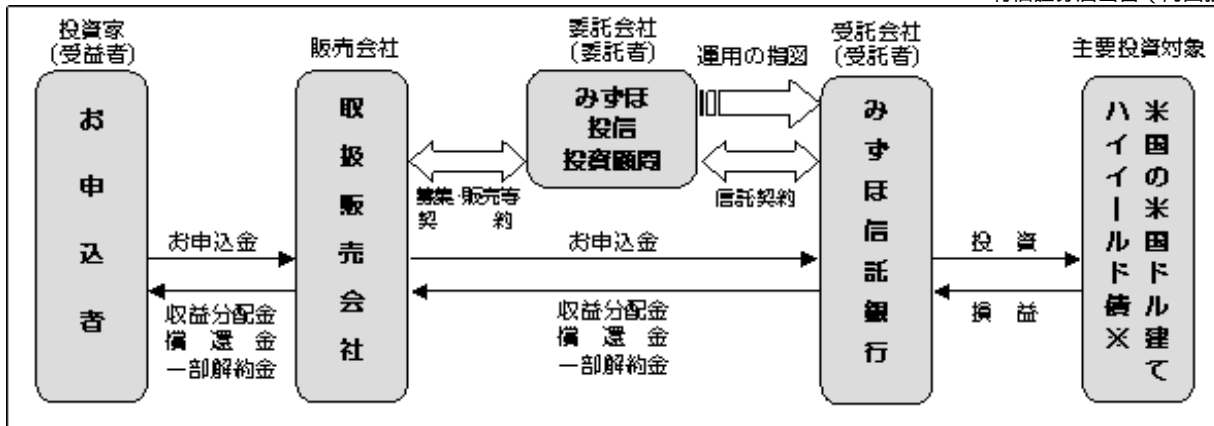 投資家
(受益者)
お申込者
お申込金
収益分配金
償還金
一部解約金
販売会社
取扱販売会社
募集・販売等
契約
委託会社
(委託者)
みずほ
投信
投資顧問
運用の指図
信託契約
お申込金
収益分配金
償還金
一部解約金
受託会社
(受託者)
みずほ信託銀行
投資
損益
主要投資対象
米国の米国ドル建て
ハイイールド債※